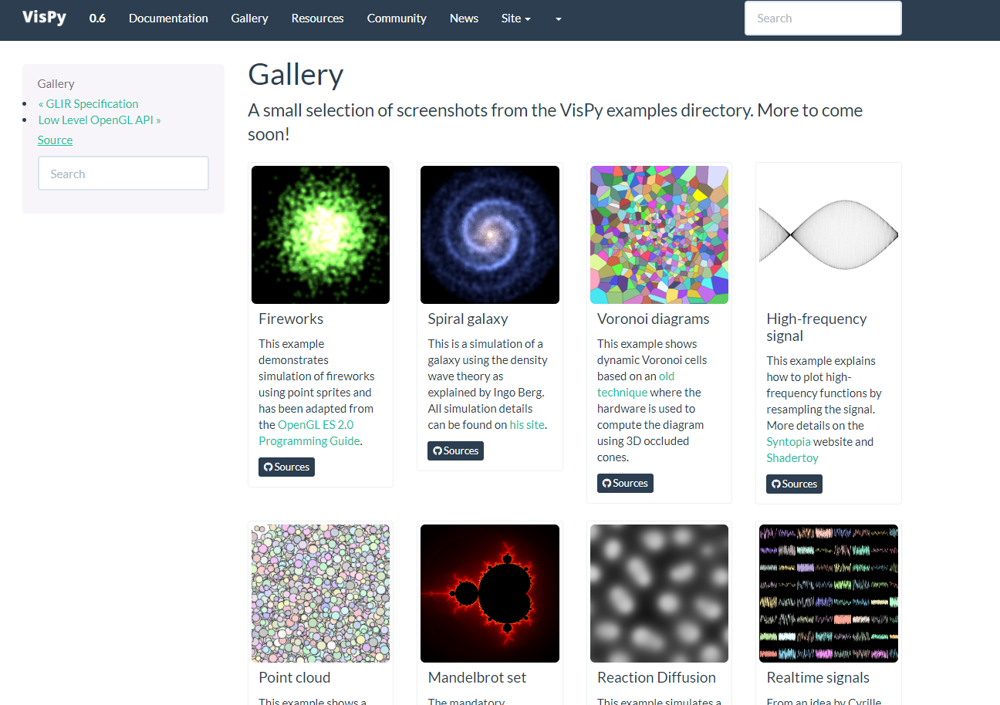 VisPy 0.6 Documentation Gallery Resources Community News Site Search
Gallery
« GLIR Specification
Low Level OpenGL API »
Source
Search
Gallery
A small selection of screenshots from the VisPy examples directory. More to come
soon!
Fireworks
This example
demonstrates
simulation of fireworks
using point sprites and
has been adapted from
the OpenGL ES 2.0
Programming Guide.
Sources
Spiral galaxy
This is a simulation of a
galaxy using the density
wave theory as
explained by Ingo Berg.
All simulation details
can be found on his site.
Sources
Voronoi diagrams
This example shows
dynamic Voronoi cells
based on an old
technique where the
hardware is used to
compute the diagram
using 3D occluded
cones.
Sources
High-frequency
signal
This example explains
how to plot high-
frequency functions by
resampling the signal.
More details on the
Syntopia website and
Shadertoy
Sources
Point cloud
This example shows a
Mandelbrot set
The mandatory
Reaction Diffusion
This example simulates a
Realtime signals
From an idea by Cyrille